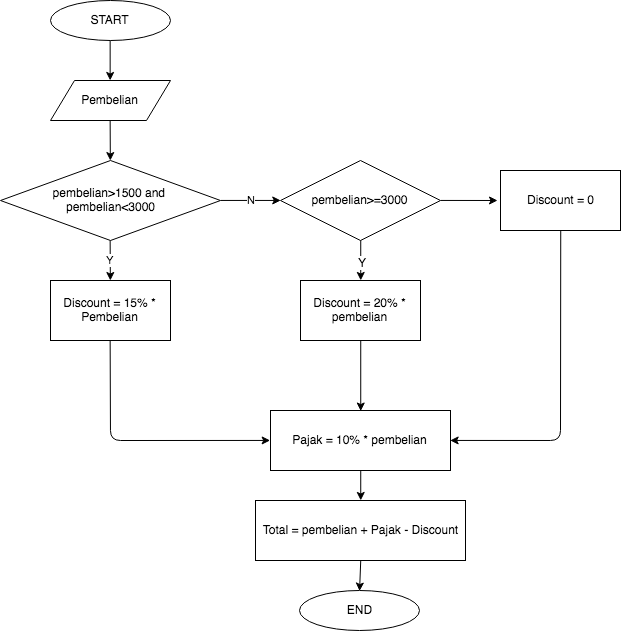 START
Pembelian
pembelian>1500 and
pembelian<3000
N
pembelian>=3000
Discount = 0
Y
Y
Discount = 15% *
Pembelian
Discount = 20% *
pembelian
Pajak = 10% * pembelian
Total = pembelian + Pajak - Discount
END